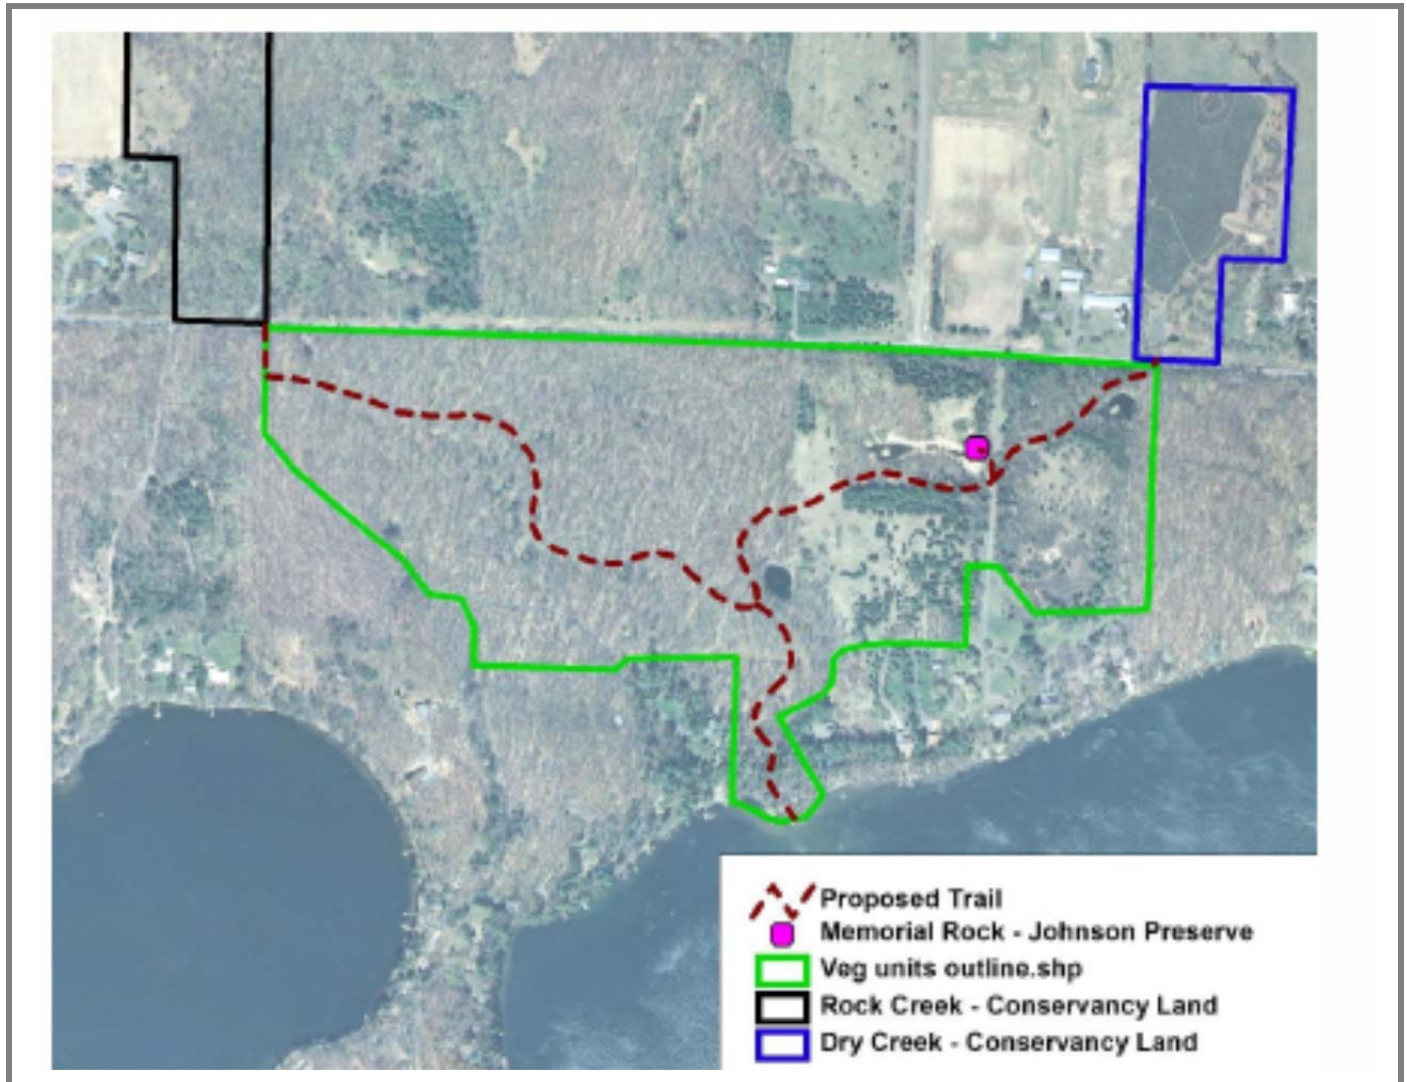 Proposed Trail
Memorial Rock - Johnson Preserve
Veg units outline.shp
Rock Creek - Conservancy Land
Dry Creek - Conservancy Land